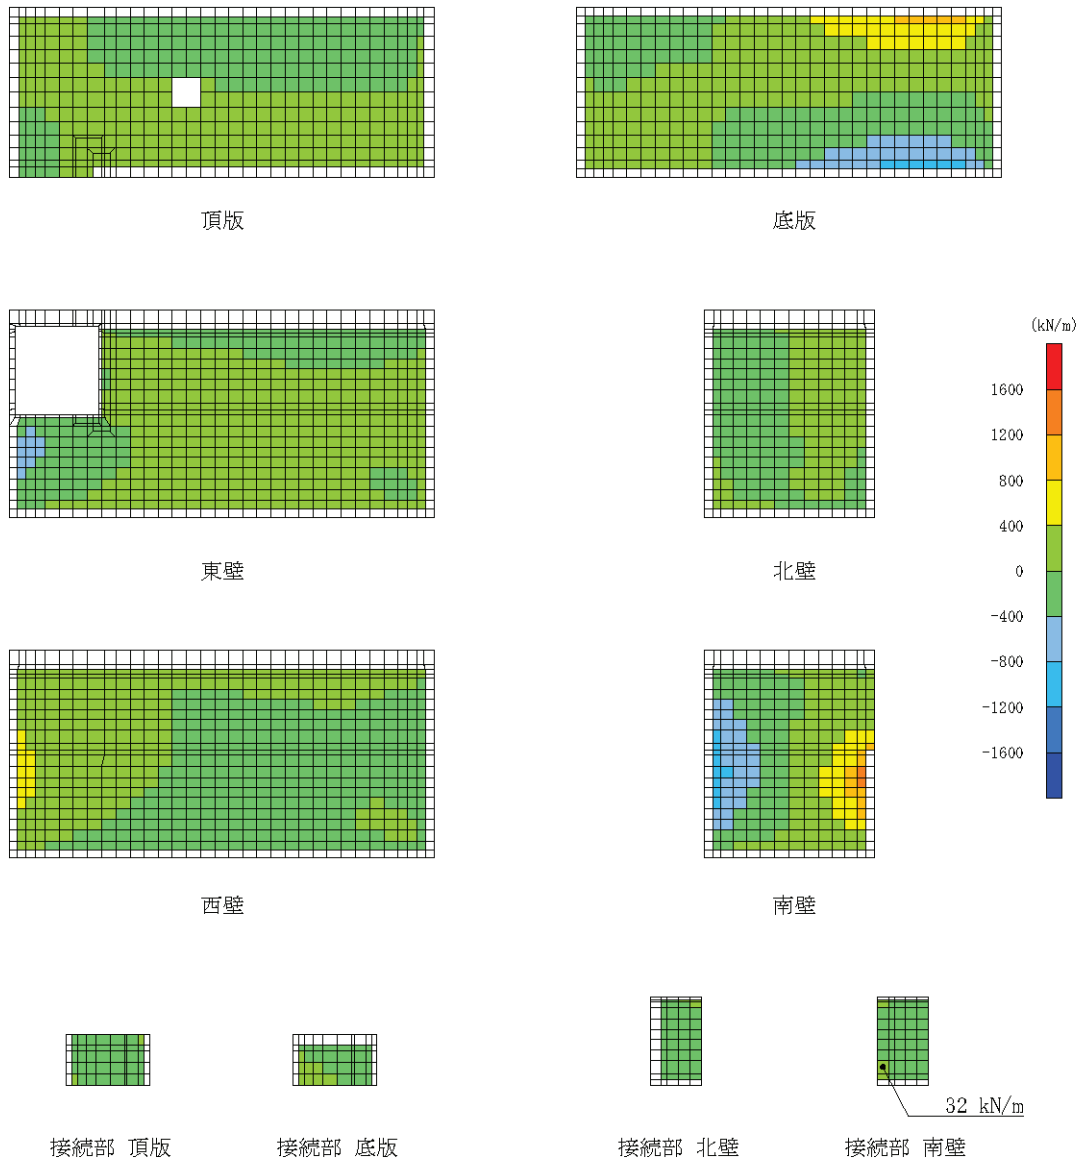 頂版
底版
東壁
北壁
(kN/m)
1600
1200
800
400
0
-400
-800
-1200
-1600
西壁
南壁
32 kN/m
接続部 頂版
接続部 底版
接続部 北壁
接続部 南壁